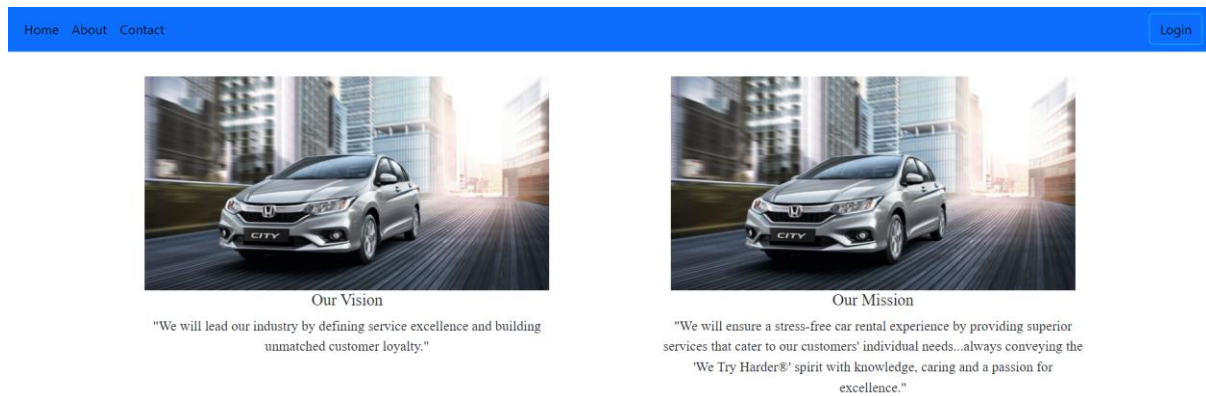 Home About Contact Login
CITY
CITY
Our Vision
"We will lead our industry by defining service excellence and building
unmatched customer loyalty."
Our Mission
"We will ensure a stress-free car rental experience by providing superior
services that cater to our customers' individual needs...always conveying the
'We Try Harder®' spirit with knowledge, caring and a passion for
excellence."